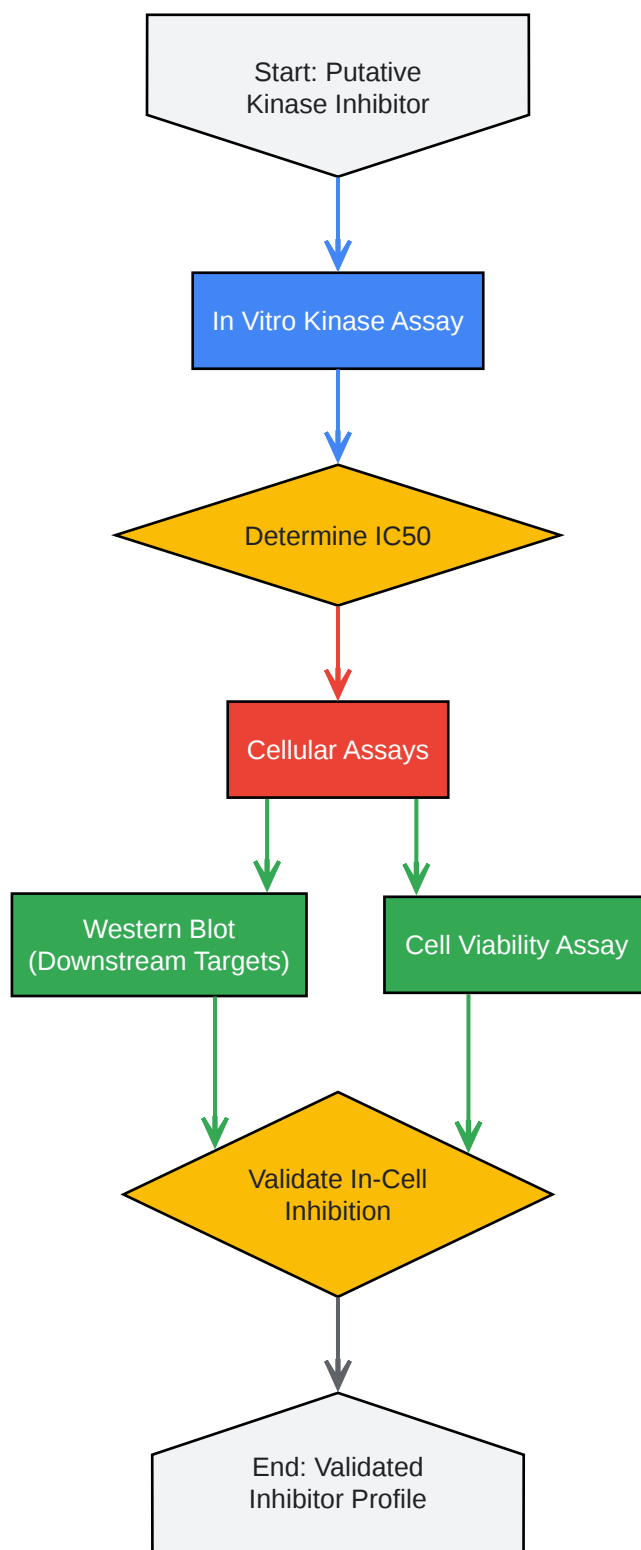 Start: Putative
Kinase Inhibitor
In Vitro Kinase Assay
Determine IC50
Cellular Assays
Western Blot
(Downstream Targets)
Cell Viability Assay
Validate In-Cell
Inhibition
End: Validated
Inhibitor Profile